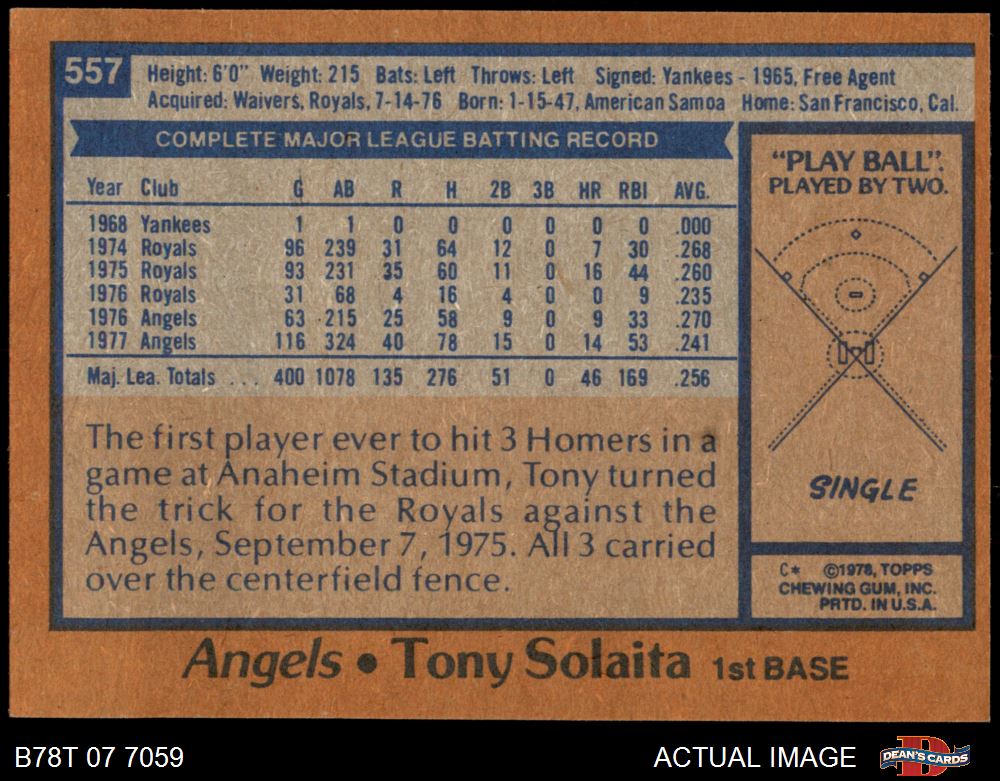 557
Height: 6'0" Weight: 215 Bats: Left Throws: Left Signed: Yankees - 1965, Free Agent
Acquired: Waivers, Royals, 7-14-76 Born: 1-15-47, American Samoa Home: San Francisco, Cal.
COMPLETE MAJOR LEAGUE BATTING RECORD
Year Club G AB R H 2B 3B HR RBI AVG.
1968 Yankees 1 1 0 0 0 0 0 0 .000
1974 Royals 96 239 31 64 12 0 7 30 .268
1975 Royals 93 231 35 60 11 0 16 44 .260
1976 Royals 31 68 4 16 4 0 0 9 .235
1976 Angels 63 215 25 58 9 0 9 33 .270
1977 Angels 116 324 40 78 15 0 14 53 .241
Maj. Lea. Totals ... 400 1078 135 276 51 0 46 169 .256
The first player ever to hit 3 Homers in a
game at Anaheim Stadium, Tony turned
the trick for the Royals against the
Angels, September 7, 1975. All 3 carried
over the centerfield fence.
"PLAY BALL".
PLAYED BY TWO.
SINGLE
C* ©1978, TOPPS
CHEWING GUM, INC.
PRTD. IN U.S.A.
Angels • Tony Solaita 1st BASE
B78T 07 7059
ACTUAL IMAGE
DEAN'S CARDS